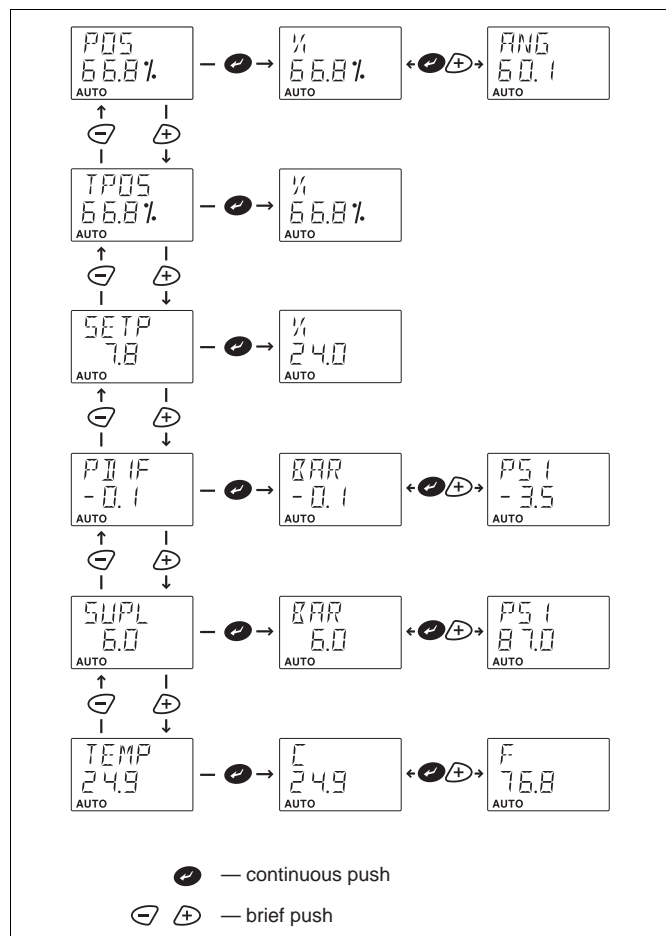 POS % ANG
66.8% 66.8% 60.1
AUTO AUTO AUTO
TPOS %
66.8% 66.8%
AUTO AUTO
SETP %
7.8 24.0
AUTO AUTO
PDIF BAR PSI
-0.1 -0.1 -3.5
AUTO AUTO AUTO
SUPL BAR PSI
6.0 6.0 87.0
AUTO AUTO AUTO
TEMP C F
24.9 24.9 76.8
AUTO AUTO AUTO
— continuous push
— brief push